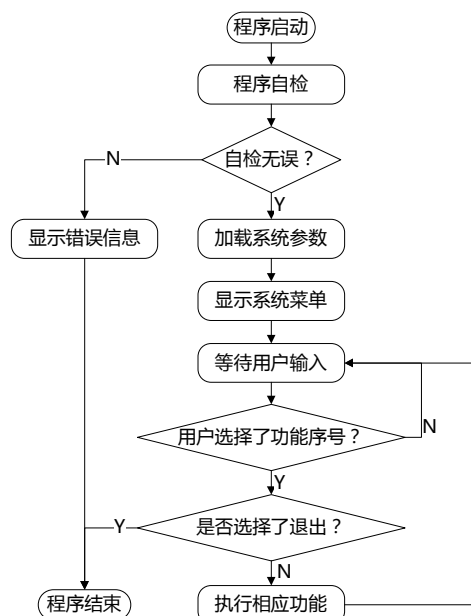 程序启动
程序自检
自检无误？
N
Y
显示错误信息
加载系统参数
显示系统菜单
等待用户输入
用户选择了功能序号？
N
Y
Y
是否选择了退出？
N
程序结束
执行相应功能